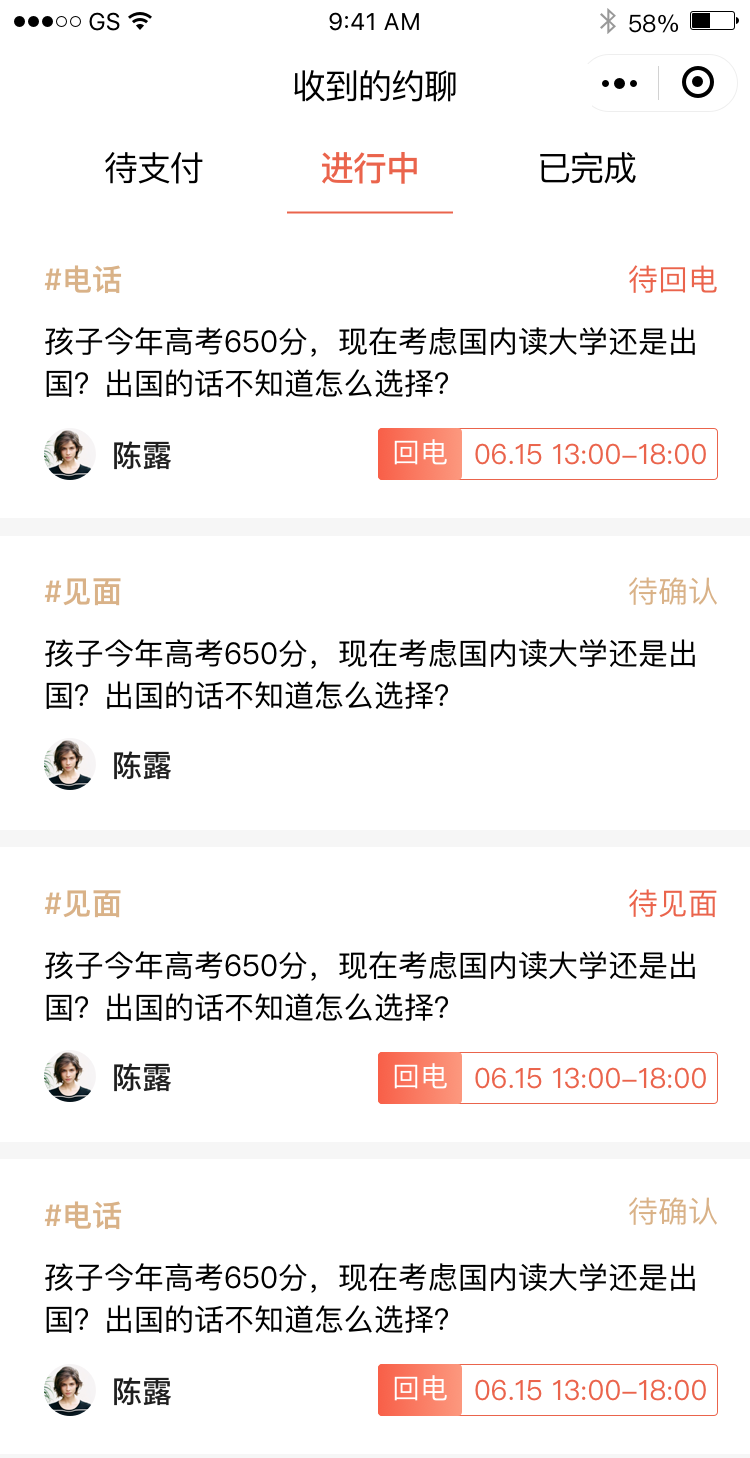 GS 9:41 AM 58%
收到的约聊
待支付 进行中 已完成
#电话 待回电
孩子今年高考650分，现在考虑国内读大学还是出
国？出国的话不知道怎么选择？
陈露 回电 06.15 13:00–18:00
#见面 待确认
孩子今年高考650分，现在考虑国内读大学还是出
国？出国的话不知道怎么选择？
陈露
#见面 待见面
孩子今年高考650分，现在考虑国内读大学还是出
国？出国的话不知道怎么选择？
陈露 回电 06.15 13:00–18:00
#电话 待确认
孩子今年高考650分，现在考虑国内读大学还是出
国？出国的话不知道怎么选择？
陈露 回电 06.15 13:00–18:00